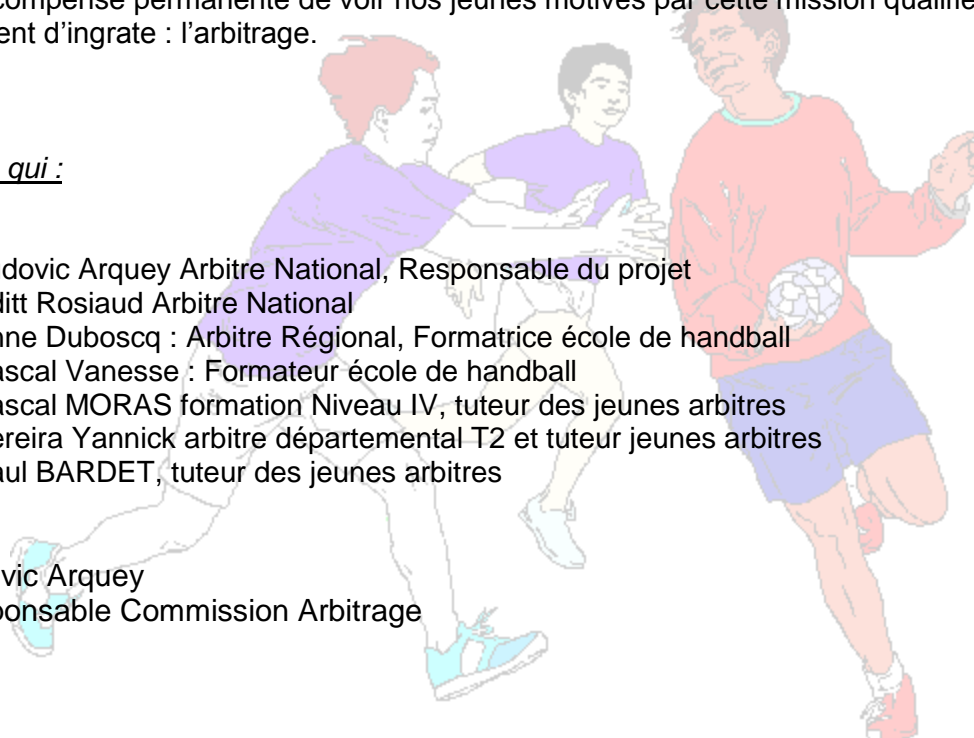 compense permanente de voir nos jeunes motivés par cette mission qualifié
ent d'ingrate : l'arbitrage.
qui :
dovic Arquey Arbitre National, Responsable du projet
ditt Rosiaud Arbitre National
nne Duboscq : Arbitre Régional, Formatrice école de handball
ascal Vanesse : Formateur école de handball
ascal MORAS formation Niveau IV, tuteur des jeunes arbitres
ereira Yannick arbitre départemental T2 et tuteur jeunes arbitres
aul BARDET, tuteur des jeunes arbitres
vic Arquey
ponsable Commission Arbitrage